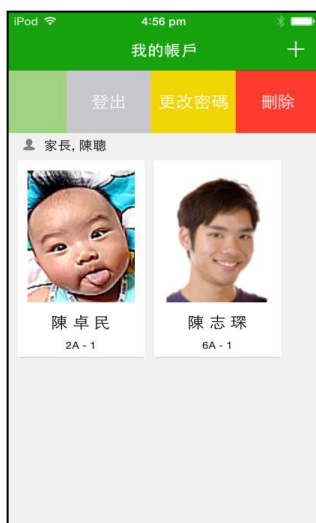 iPod 4:56 pm
我的帳戶 +
登出 更改密碼 刪除
家長, 陳聰
陳卓民 陳志琛
2A - 1 6A - 1